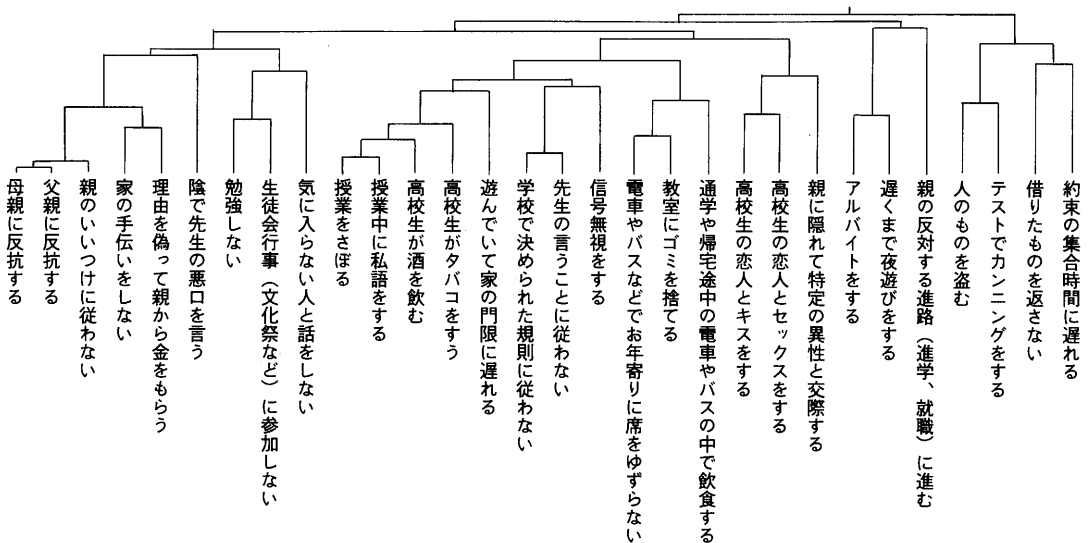 母親に反抗する
父親に反抗する
親のいいつけに従わない
家の手伝いをしない
理由を偽って親から金をもらう
陰で先生の悪口を言う
勉強しない
生徒会行事（文化祭など）に参加しない
気に入らない人と話をしない
授業をさぼる
授業中に私語をする
高校生が酒を飲む
高校生がタバコをすう
遊んでいて家の門限に遅れる
学校で決められた規則に従わない
先生の言うことに従わない
信号無視をする
電車やバスなどでお年寄りに席をゆずらない
教室にゴミを捨てる
通学や帰宅途中の電車やバスの中で飲食する
高校生の恋人とキスをする
高校生の恋人とセックスをする
親に隠れて特定の異性と交際する
アルバイトをする
遅くまで夜遊びをする
親の反対する進路（進学、就職）に進む
人のものを盗む
テストでカンニングをする
借りたものを返さない
約束の集合時間に遅れる